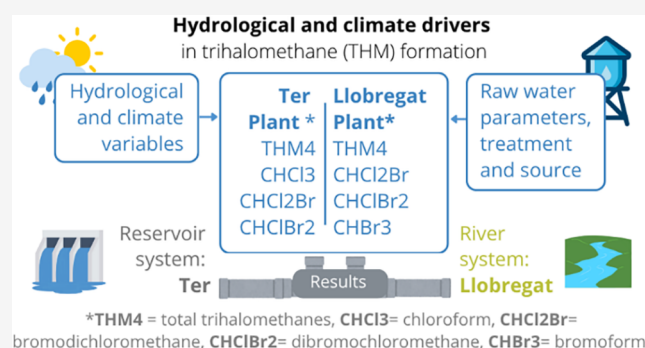 Hydrological and climate drivers
in trihalomethane (THM) formation
Hydrological
and climate
variables
Ter
Plant *
THM4
CHCl3
CHCl2Br
CHClBr2
Llobregat
Plant*
THM4
CHCl2Br
CHClBr2
CHBr3
Raw water
parameters,
treatment
and source
Reservoir
system:
Ter
Results
River
system:
Llobregat
*THM4 = total trihalomethanes, CHCl3= chloroform, CHCl2Br=
bromodichloromethane, CHClBr2= dibromochloromethane, CHBr3= bromoform